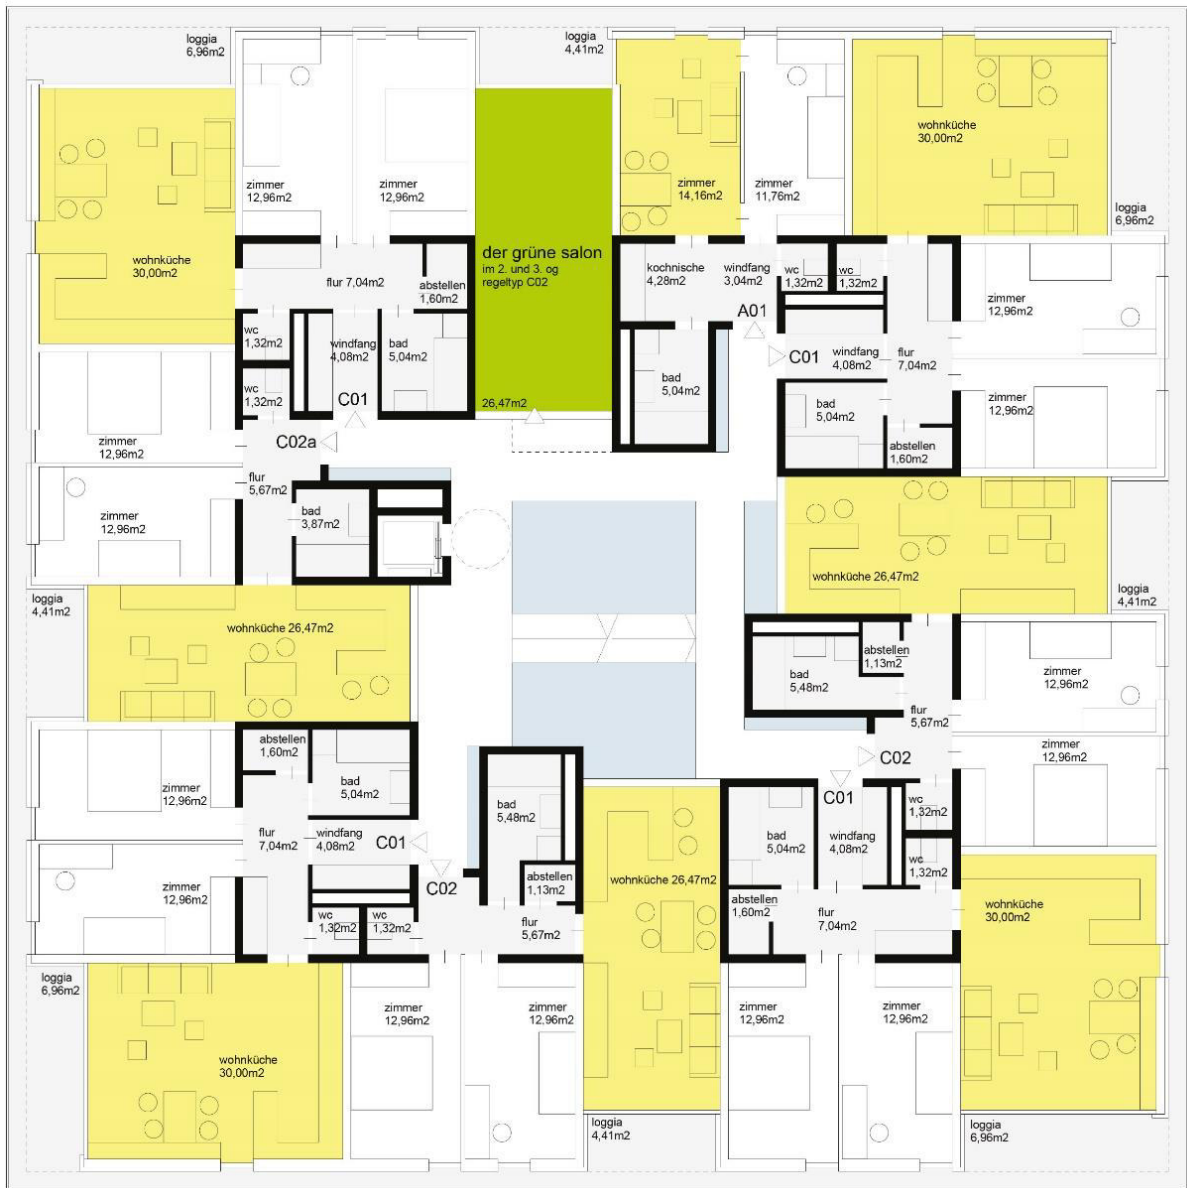 loggia
6,96m2
loggia
4,41m2
wohnküche
30,00m2
zimmer
12,96m2
zimmer
12,96m2
zimmer
14,16m2
zimmer
11,76m2
wohnküche
30,00m2
loggia
6,96m2
der grüne salon
im 2. und 3. og
regeltyp C02
26,47m2
flur 7,04m2
abstellen
1,60m2
wc
1,32m2
windfang
4,08m2
bad
5,04m2
C01
kochnische
4,28m2
windfang
3,04m2
wc
1,32m2
wc
1,32m2
A01
bad
5,04m2
C01
windfang
4,08m2
flur
7,04m2
bad
5,04m2
abstellen
1,60m2
zimmer
12,96m2
zimmer
12,96m2
wc
1,32m2
C02a
zimmer
12,96m2
flur
5,67m2
zimmer
12,96m2
bad
3,87m2
loggia
4,41m2
wohnküche 26,47m2
wohnküche 26,47m2
loggia
4,41m2
abstellen
1,13m2
bad
5,48m2
flur
5,67m2
zimmer
12,96m2
zimmer
12,96m2
C02
C01
abstellen
1,60m2
bad
5,04m2
zimmer
12,96m2
flur
7,04m2
windfang
4,08m2
C01
C02
zimmer
12,96m2
wc
1,32m2
wc
1,32m2
bad
5,48m2
abstellen
1,13m2
flur
5,67m2
wohnküche 26,47m2
bad
5,04m2
windfang
4,08m2
wc
1,32m2
wc
1,32m2
abstellen
1,60m2
flur
7,04m2
wohnküche
30,00m2
loggia
6,96m2
wohnküche
30,00m2
zimmer
12,96m2
zimmer
12,96m2
zimmer
12,96m2
zimmer
12,96m2
loggia
4,41m2
loggia
6,96m2